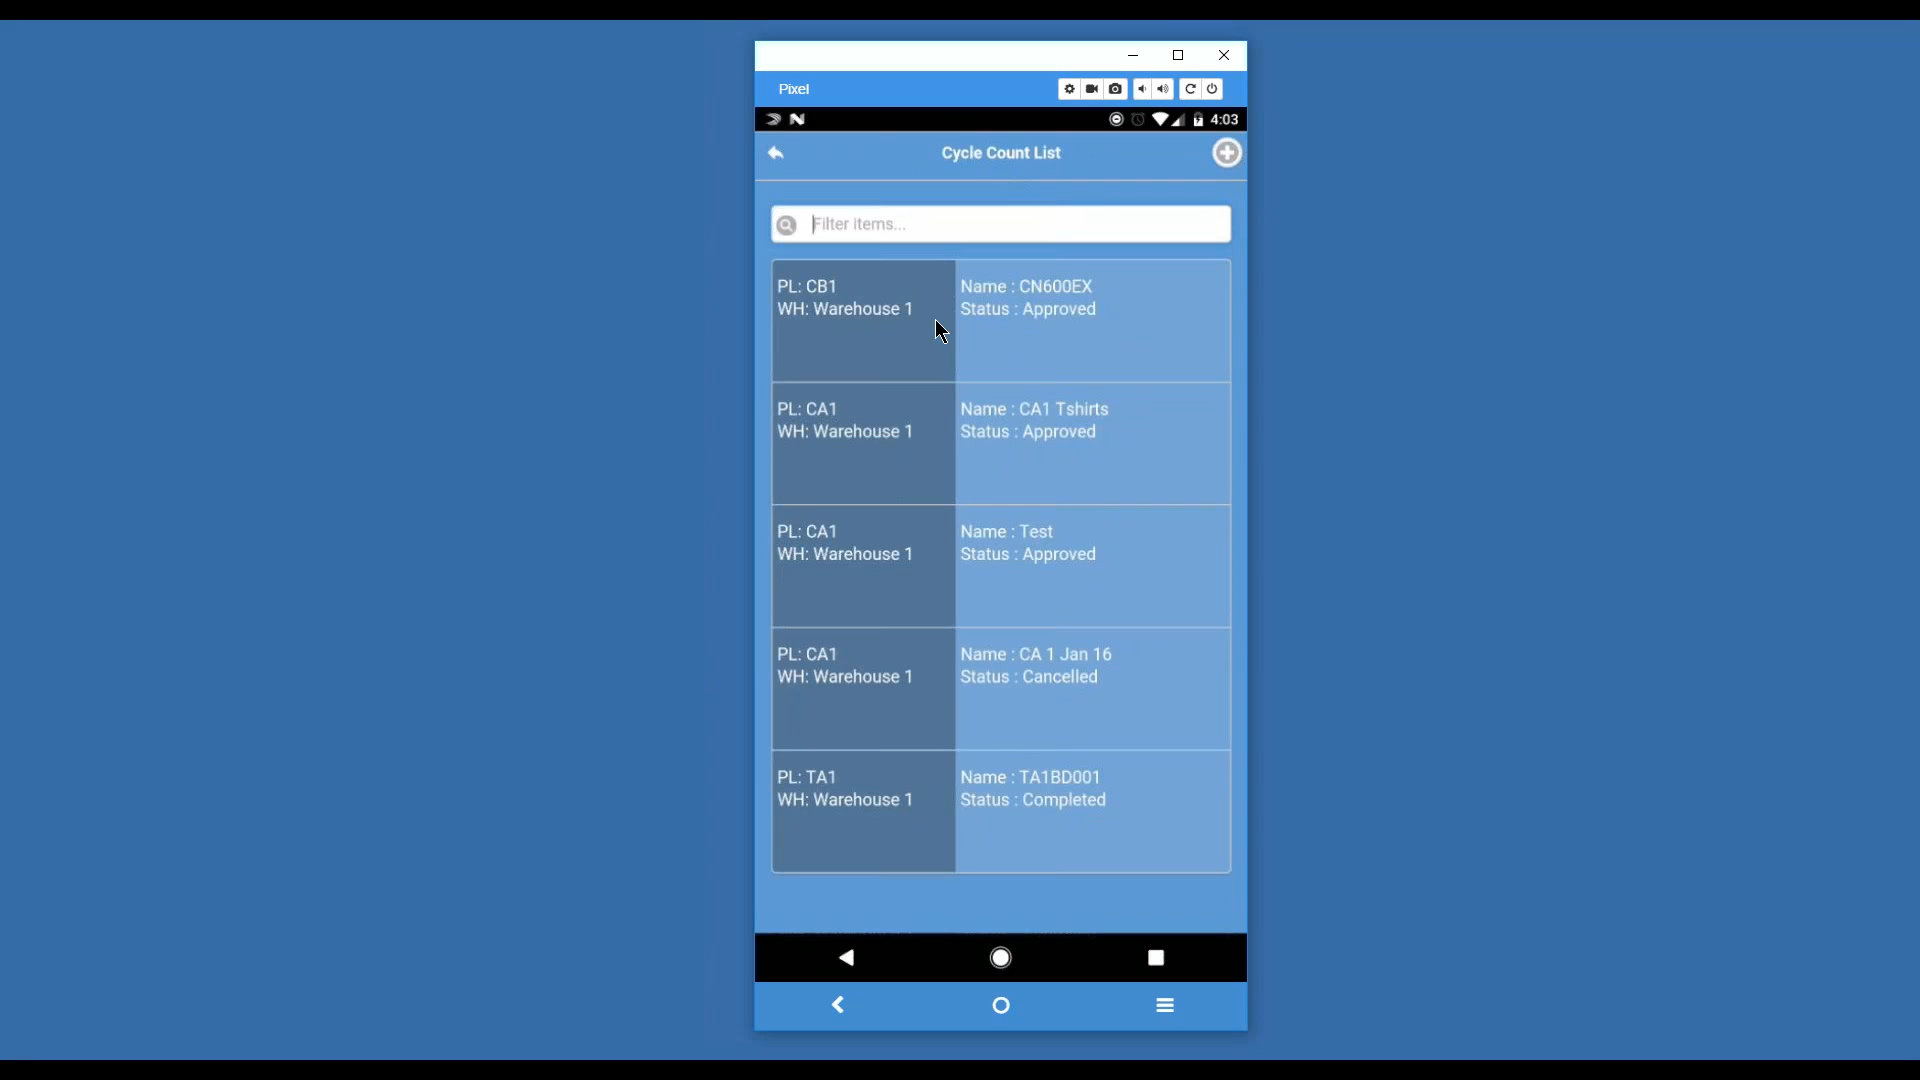 Pixel
4:03
Cycle Count List
Filter items...
PL: CB1
WH: Warehouse 1
Name : CN600EX
Status : Approved
PL: CA1
WH: Warehouse 1
Name : CA1 Tshirts
Status : Approved
PL: CA1
WH: Warehouse 1
Name : Test
Status : Approved
PL: CA1
WH: Warehouse 1
Name : CA 1 Jan 16
Status : Cancelled
PL: TA1
WH: Warehouse 1
Name : TA1BD001
Status : Completed